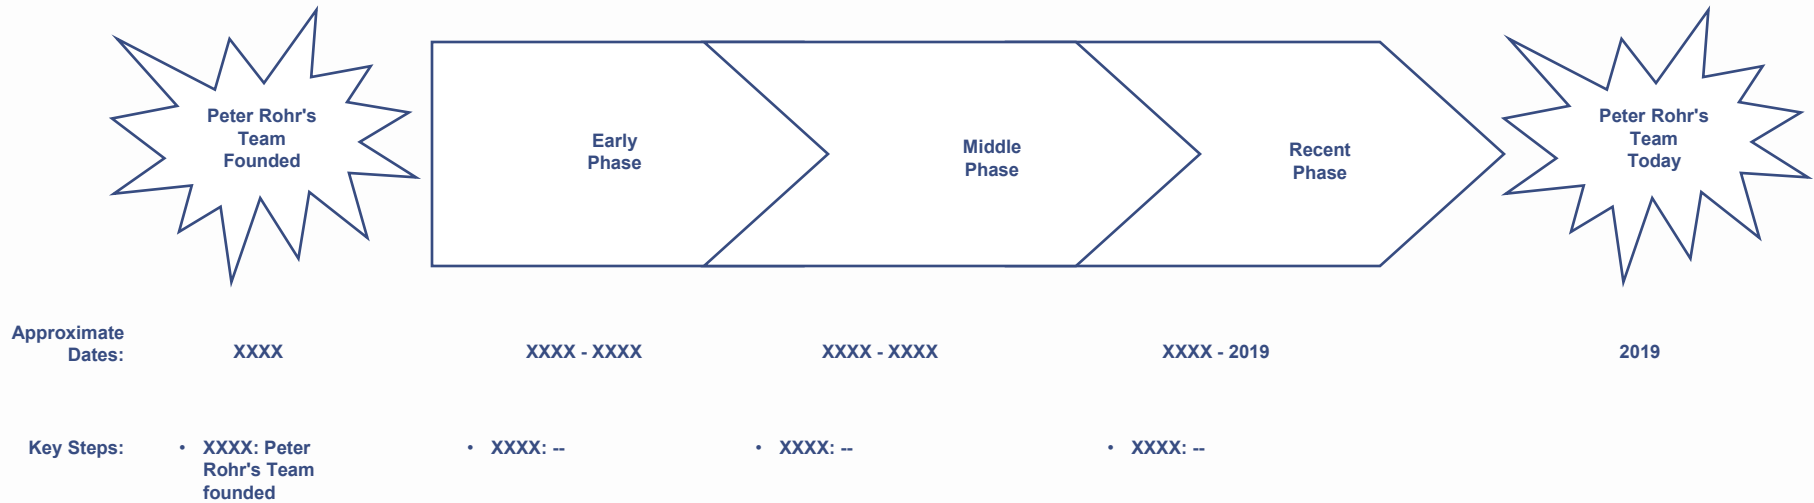 Peter Rohr's
Team
Founded
Early
Phase
Middle
Phase
Recent
Phase
Peter Rohr's
Team
Today
Approximate
Dates:
XXXX
XXXX - XXXX
XXXX - XXXX
XXXX - 2019
2019
Key Steps:
• XXXX: Peter
Rohr's Team
founded
• XXXX: --
• XXXX: --
• XXXX: --